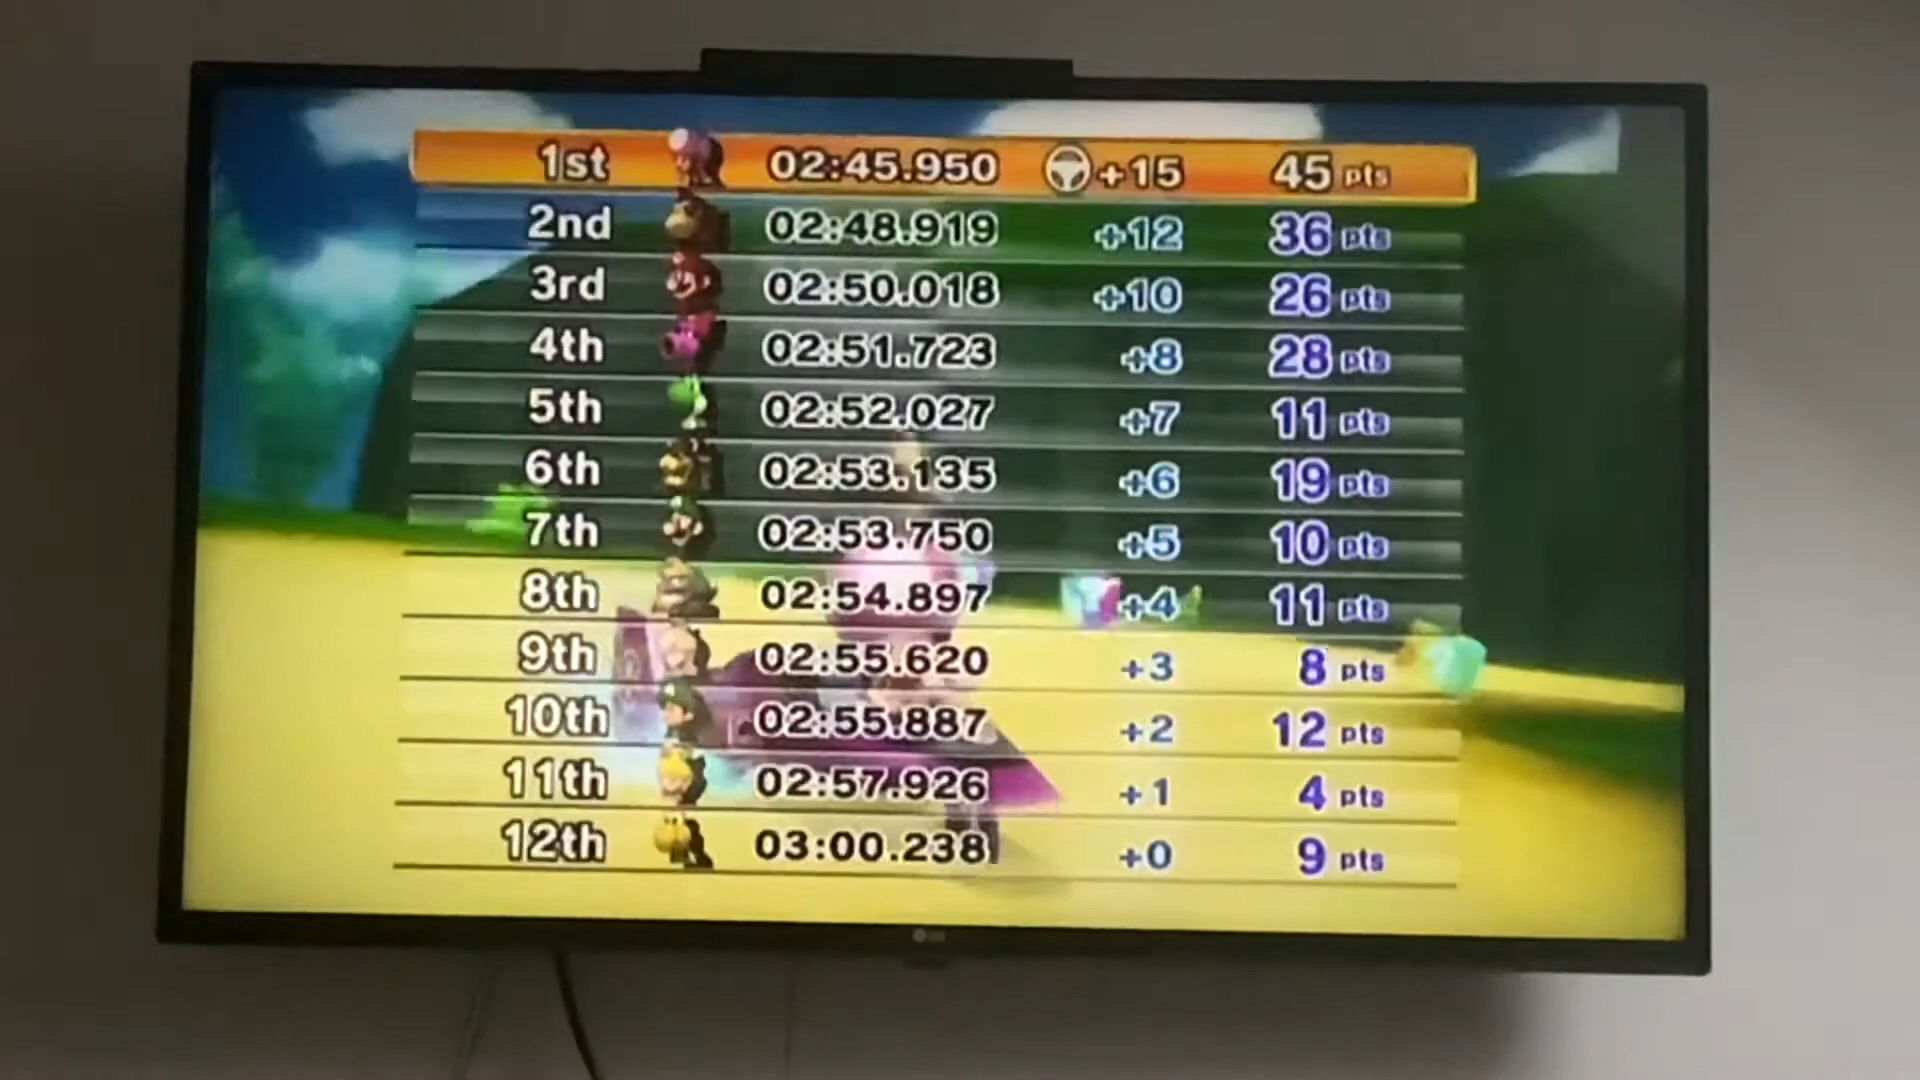 1st 02:45.950 +15 45 pts
2nd 02:48.919 +12 36 pts
3rd 02:50.018 +10 26 pts
4th 02:51.723 +8 28 pts
5th 02:52.027 +7 11 pts
6th 02:53.135 +6 19 pts
7th 02:53.750 +5 10 pts
8th 02:54.897 +4 11 pts
9th 02:55.620 +3 8 pts
10th 02:55.887 +2 12 pts
11th 02:57.926 +1 4 pts
12th 03:00.238 +0 9 pts
LG